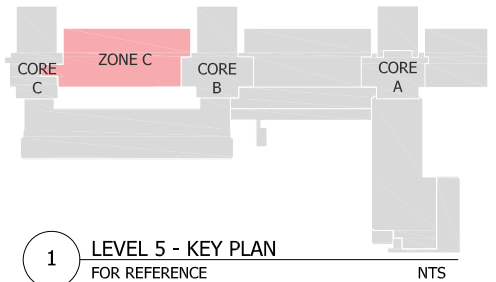 CORE
C
ZONE C
CORE
B
CORE
A
1
LEVEL 5 - KEY PLAN
FOR REFERENCE
NTS